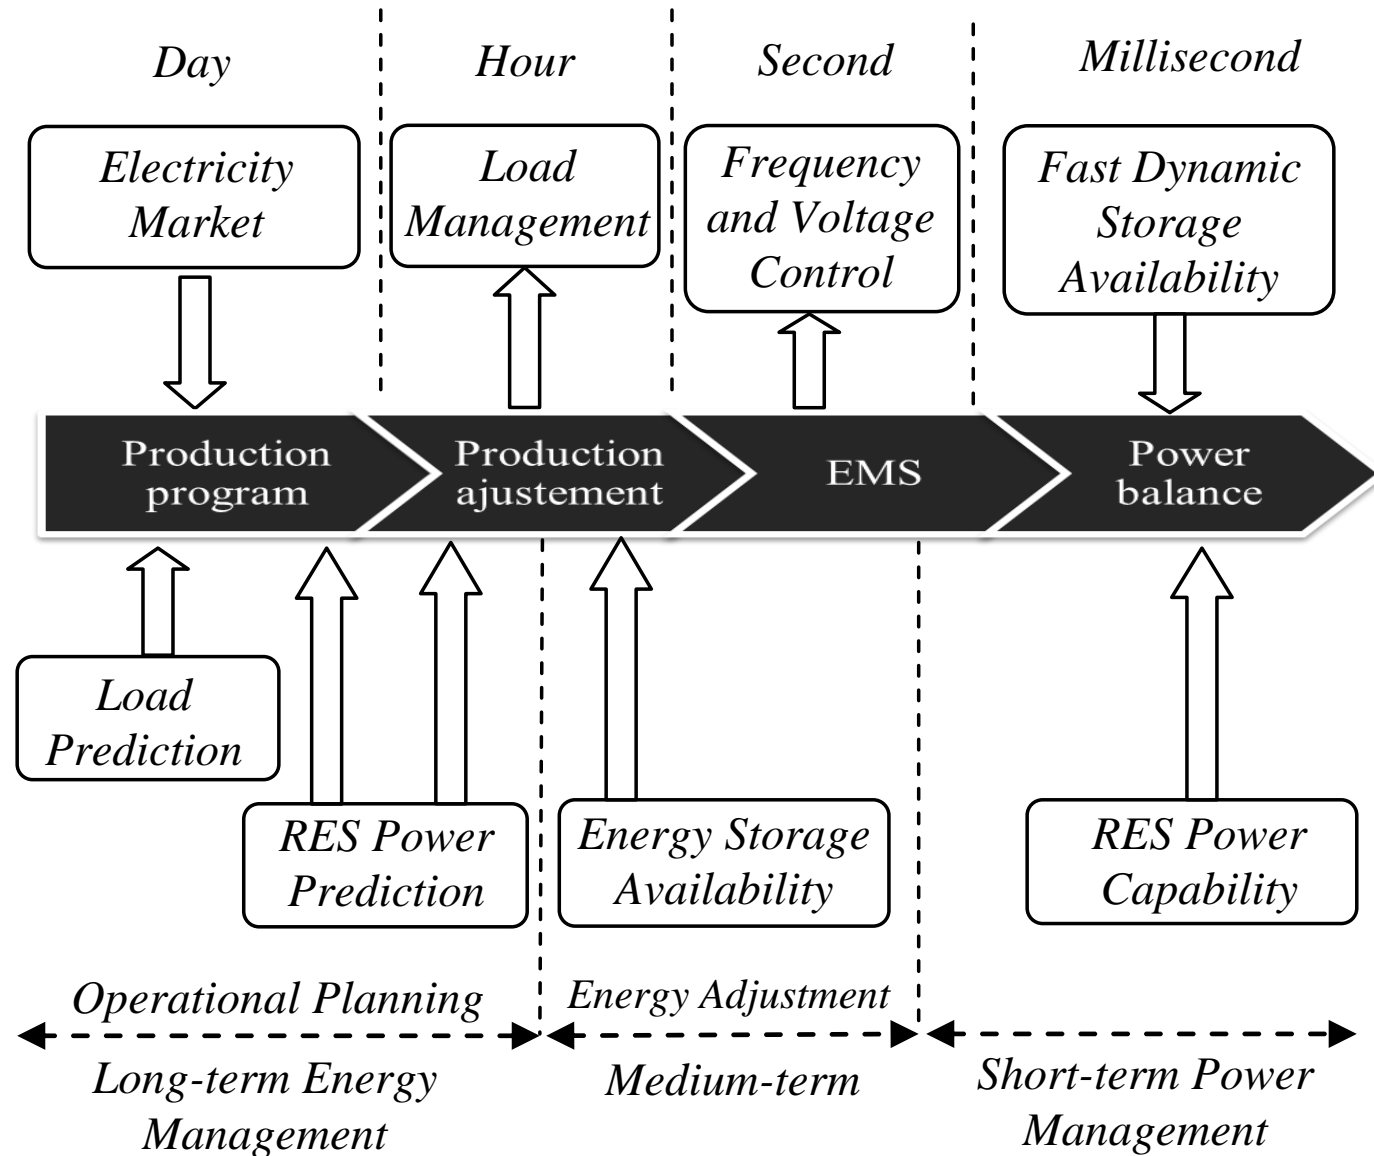 Day
Hour
Second
Millisecond
Electricity
Market
Load
Management
Frequency
and Voltage
Control
Fast Dynamic
Storage
Availability
Production
program
Production
ajustement
EMS
Power
balance
Load
Prediction
RES Power
Prediction
Energy Storage
Availability
RES Power
Capability
Operational Planning
Energy Adjustment
Long-term Energy
Management
Medium-term
Short-term Power
Management